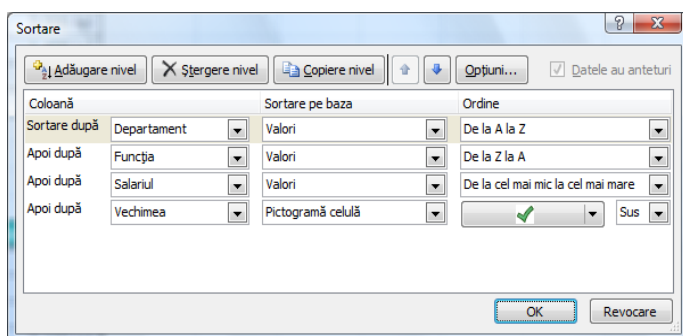 Sortare
Adăugare nivel Ștergere nivel Copiere nivel Opțiuni... Datele au anteturi
Coloană Sortare pe baza Ordine
Sortare după Departament Valori De la A la Z
Apoi după Funcția Valori De la Z la A
Apoi după Salariul Valori De la cel mai mic la cel mai mare
Apoi după Vechimea Pictogramă celulă Sus
OK Revocare